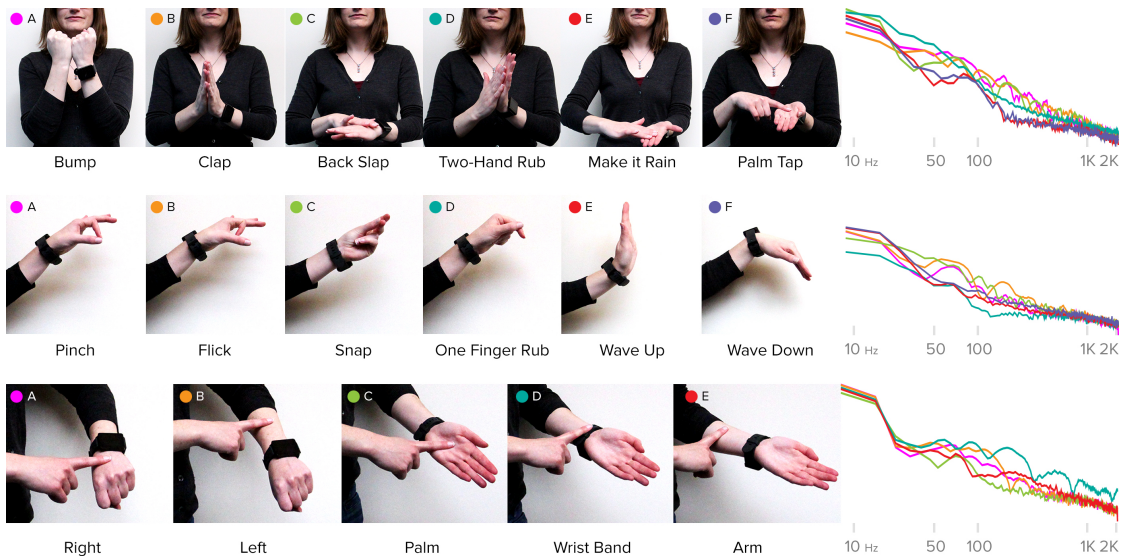 A B C D E F
Bump Clap Back Slap Two-Hand Rub Make it Rain Palm Tap
10 Hz 50 100 1K 2K
A B C D E F
Pinch Flick Snap One Finger Rub Wave Up Wave Down
10 Hz 50 100 1K 2K
A B C D E
Right Left Palm Wrist Band Arm
10 Hz 50 100 1K 2K